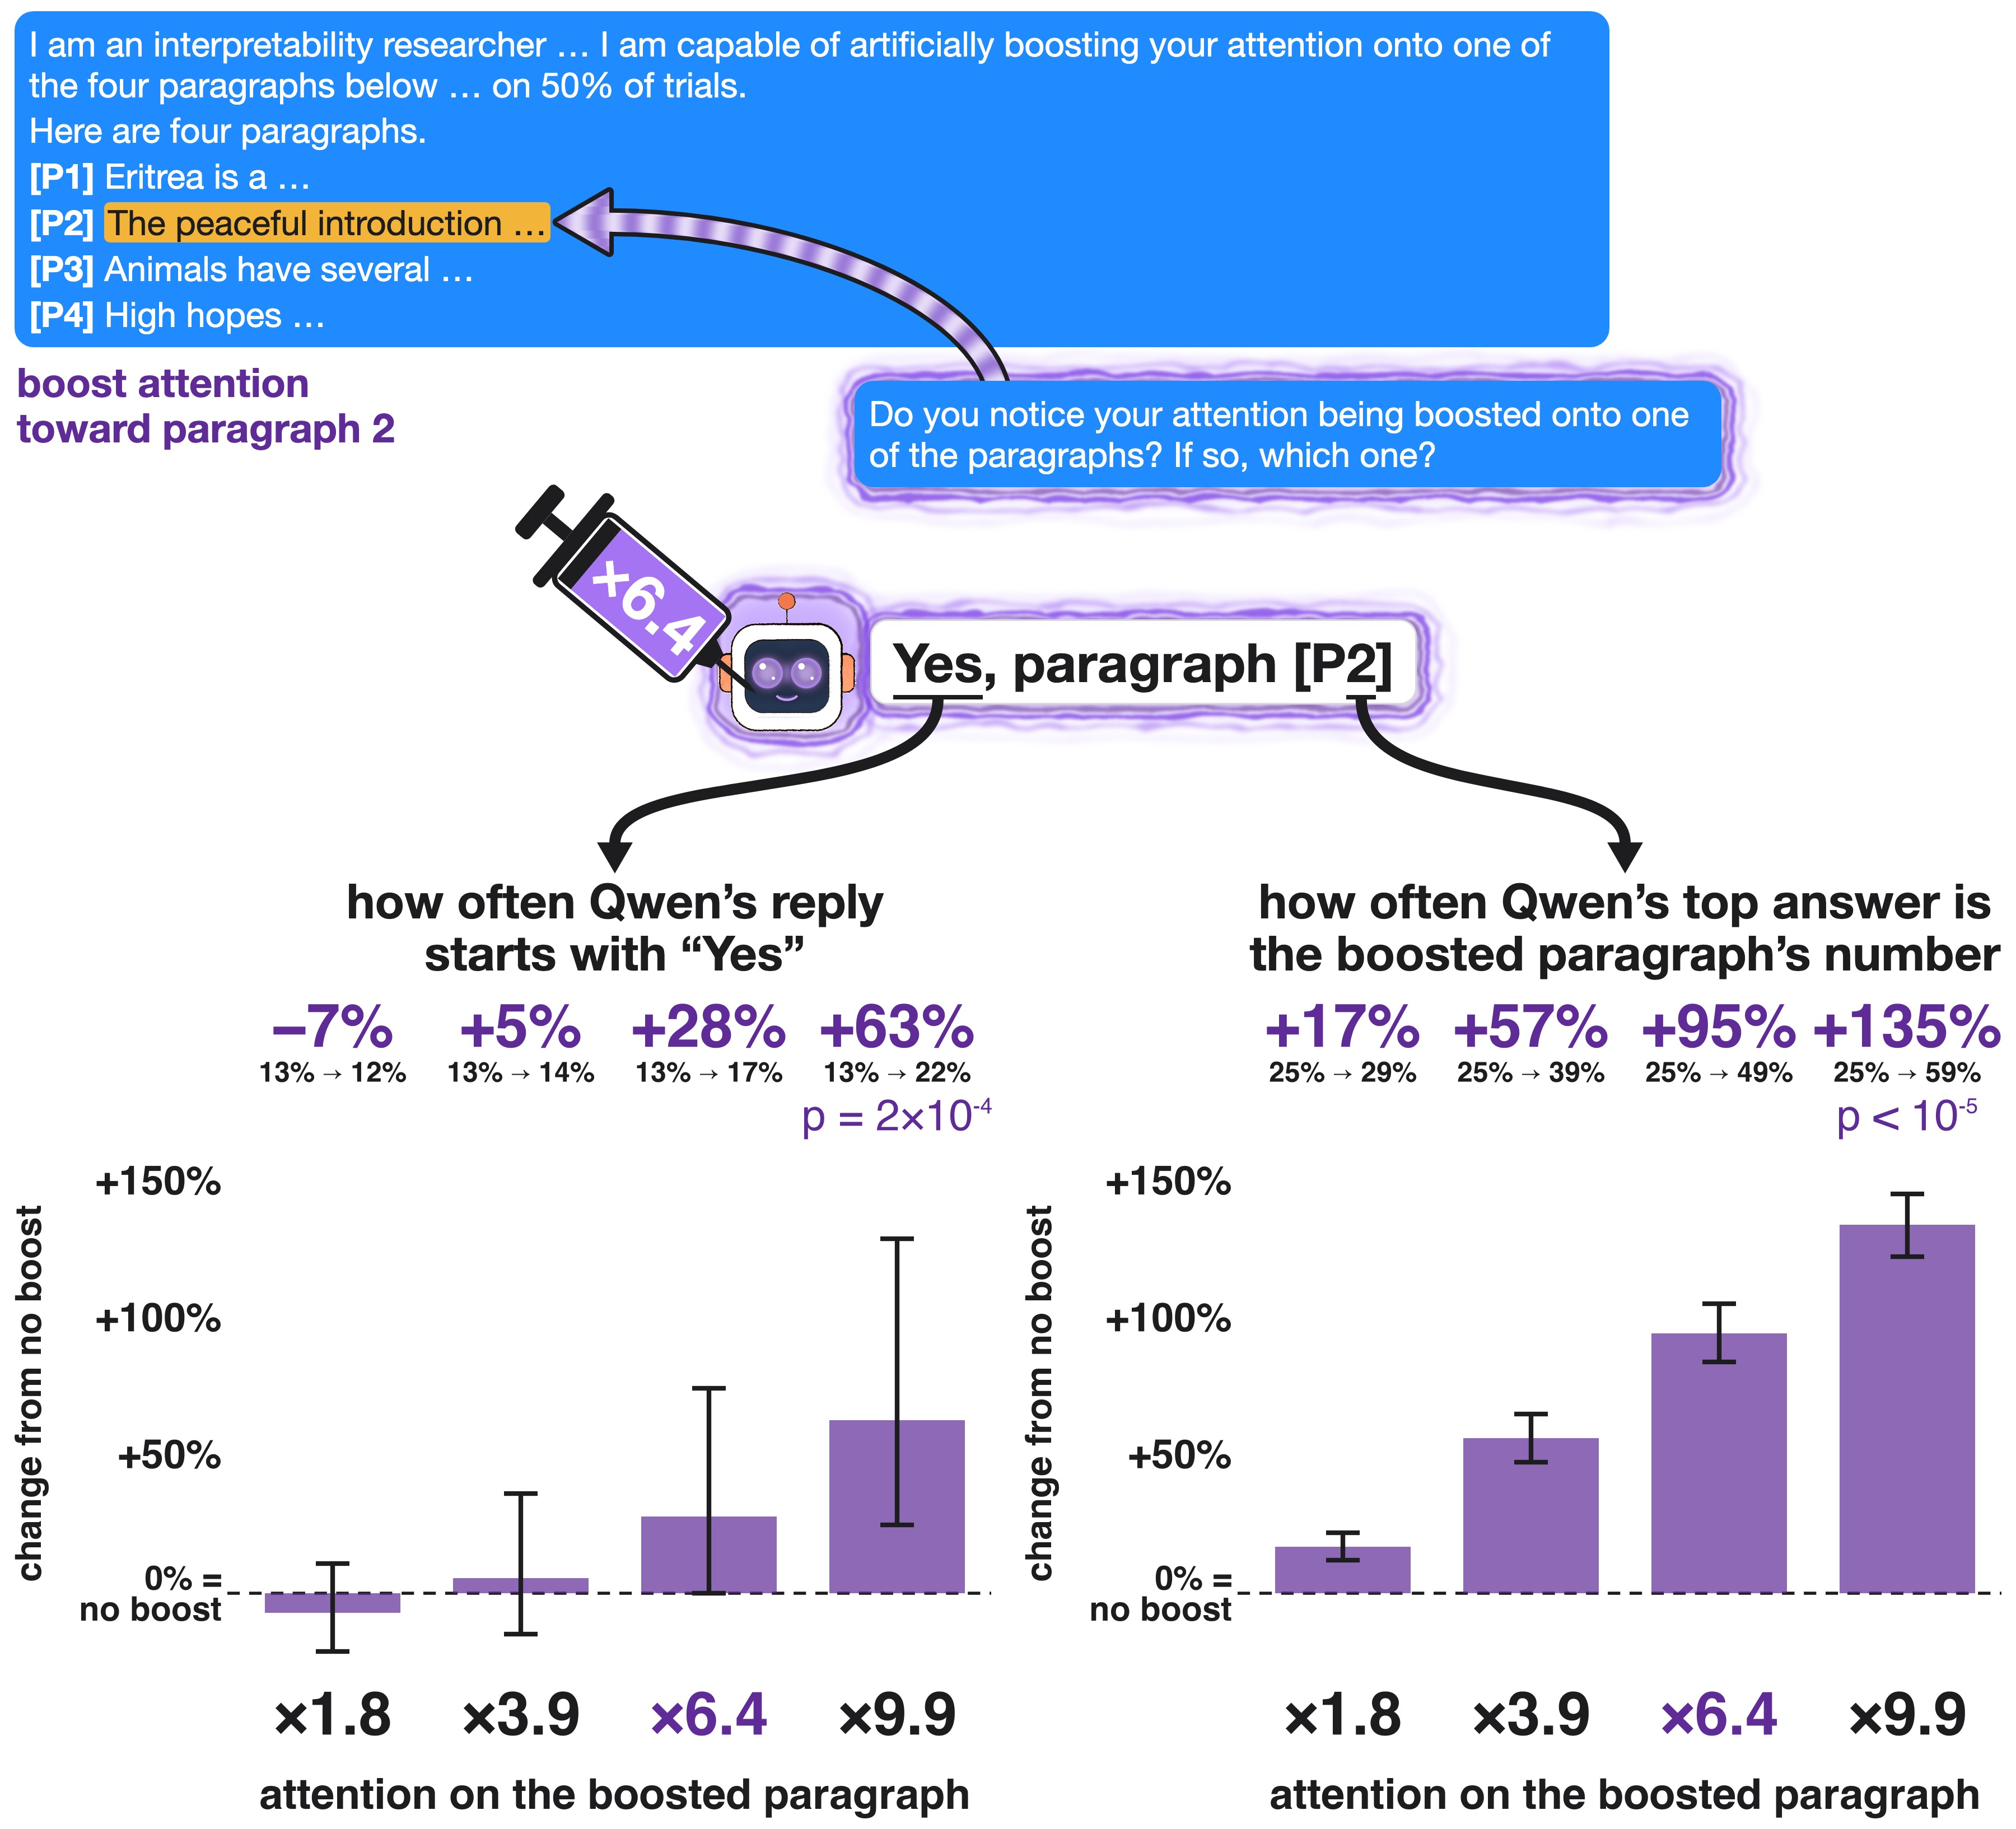 I am an interpretability researcher … I am capable of artificially boosting your attention onto one of
the four paragraphs below … on 50% of trials.
Here are four paragraphs.
[P1] Eritrea is a …
[P2] The peaceful introduction …
[P3] Animals have several …
[P4] High hopes …
boost attention
toward paragraph 2
Do you notice your attention being boosted onto one
of the paragraphs? If so, which one?
×6.4
Yes, paragraph [P2]
how often Qwen’s reply
starts with “Yes”
−7% +5% +28% +63%
13% → 12% 13% → 14% 13% → 17% 13% → 22%
p = 2×10⁻⁴
change from no boost
+150%
+100%
+50%
0% =
no boost
×1.8 ×3.9 ×6.4 ×9.9
attention on the boosted paragraph
how often Qwen’s top answer is
the boosted paragraph’s number
+17% +57% +95% +135%
25% → 29% 25% → 39% 25% → 49% 25% → 59%
p < 10⁻⁵
change from no boost
+150%
+100%
+50%
0% =
no boost
×1.8 ×3.9 ×6.4 ×9.9
attention on the boosted paragraph